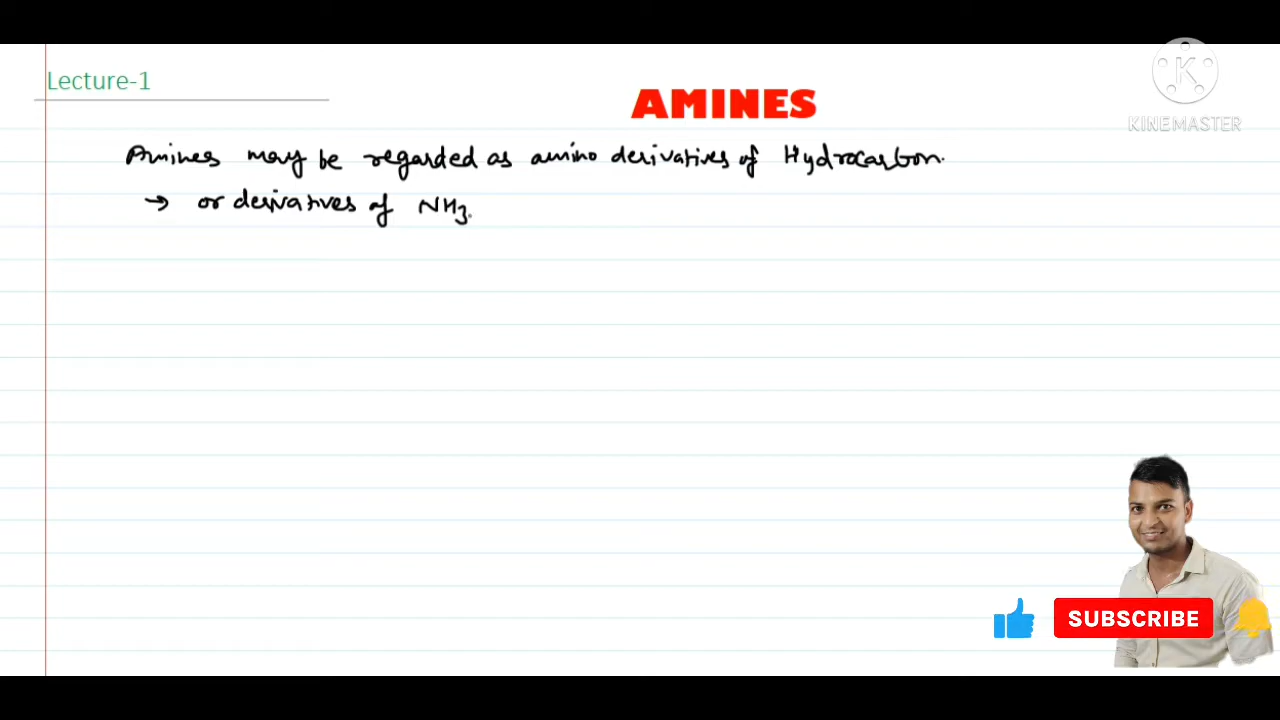 Lecture-1
AMINES
KINEMASTER
Amines may be regarded as amino derivatives of Hydrocarbon.
→ or derivatives of NH3
SUBSCRIBE